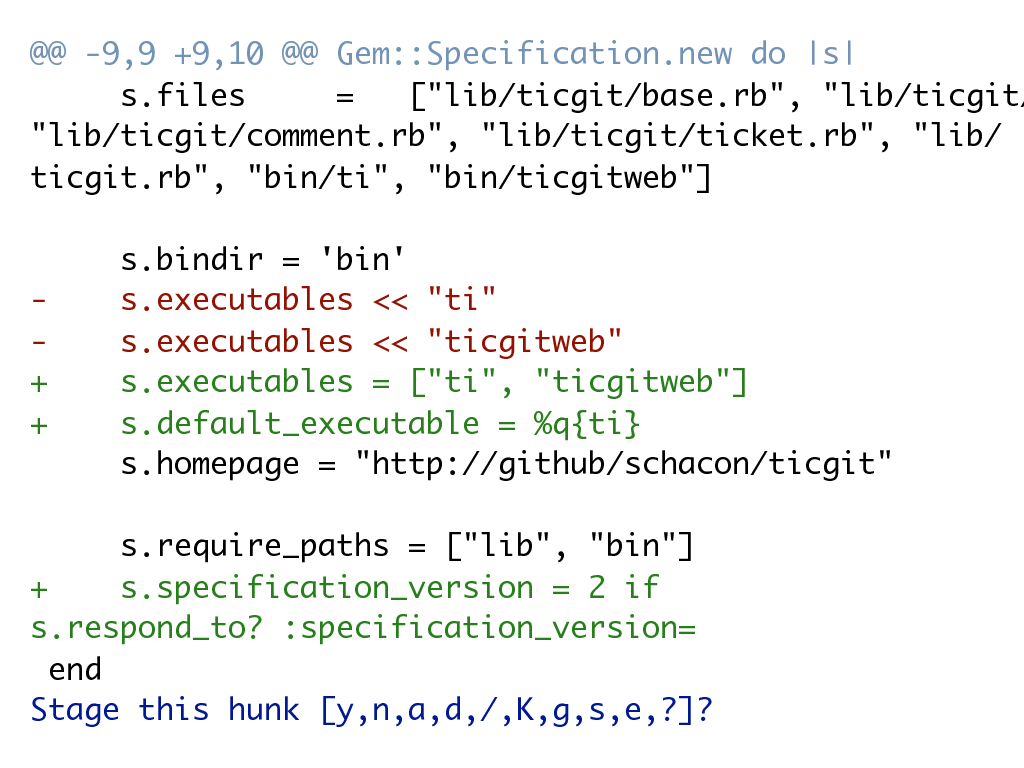 @@ -9,9 +9,10 @@ Gem::Specification.new do |s|
     s.files     =   ["lib/ticgit/base.rb", "lib/ticgit/
"lib/ticgit/comment.rb", "lib/ticgit/ticket.rb", "lib/
ticgit.rb", "bin/ti", "bin/ticgitweb"]
     s.bindir = 'bin'
-    s.executables << "ti"
-    s.executables << "ticgitweb"
+    s.executables = ["ti", "ticgitweb"]
+    s.default_executable = %q{ti}
     s.homepage = "http://github/schacon/ticgit"
     s.require_paths = ["lib", "bin"]
+    s.specification_version = 2 if
s.respond_to? :specification_version=
 end
Stage this hunk [y,n,a,d,/,K,g,s,e,?]?